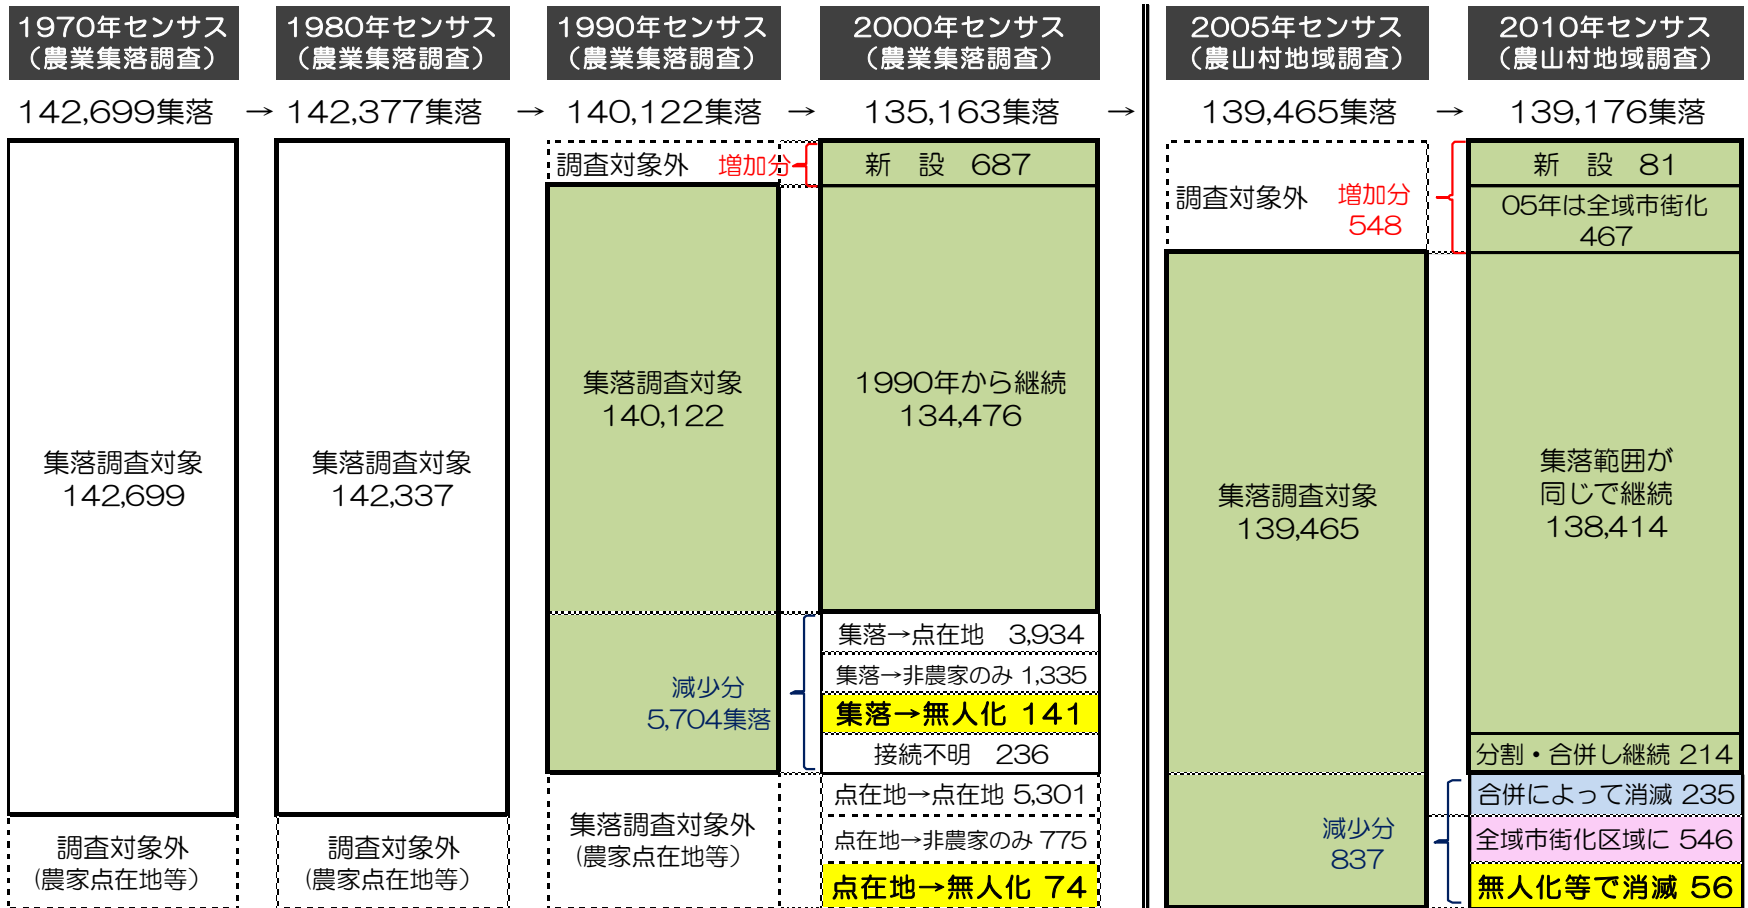 1970年センサス
（農業集落調査）
1980年センサス
（農業集落調査）
1990年センサス
（農業集落調査）
2000年センサス
（農業集落調査）
2005年センサス
（農山村地域調査）
2010年センサス
（農山村地域調査）
142,699集落
→
142,377集落
→
140,122集落
→
135,163集落
→
139,465集落
→
139,176集落
集落調査対象
142,699
調査対象外
（農家点在地等）
集落調査対象
142,337
調査対象外
（農家点在地等）
調査対象外
増加分
集落調査対象
140,122
減少分
5,704集落
集落調査対象外
（農家点在地等）
新　設　687
1990年から継続
134,476
集落→点在地　3,934
集落→非農家のみ 1,335
集落→無人化 141
接続不明　236
点在地→点在地 5,301
点在地→非農家のみ 775
点在地→無人化 74
調査対象外
増加分
548
集落調査対象
139,465
減少分
837
新　設　81
05年は全域市街化
467
集落範囲が
同じで継続
138,414
分割・合併し継続 214
合併によって消滅 235
全域市街化区域に 546
無人化等で消滅 56